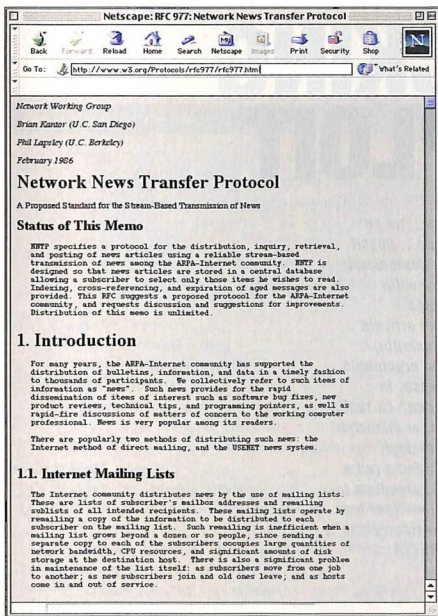 Netscape: RFC 977: Network News Transfer Protocol
Back Forward Reload Home Search Netscape Images Print Security Shop
N
Go To: http://www.w3.org/Protocols/rfc977/rfc977.html What's Related
Network Working Group
Brian Kantor (U.C. San Diego)
Phil Lapsley (U.C. Berkeley)
February 1986
Network News Transfer Protocol
A Proposed Standard for the Stream-Based Transmission of News
Status of This Memo
NNTP specifies a protocol for the distribution, inquiry, retrieval,
and posting of news articles using a reliable stream-based
transmission of news among the ARPA-Internet community. NNTP is
designed so that news articles are stored in a central database
allowing a subscriber to select only those items he wishes to read.
Indexing, cross-referencing, and expiration of aged messages are also
provided. This RFC suggests a proposed protocol for the ARPA-Internet
community, and requests discussion and suggestions for improvements.
Distribution of this memo is unlimited.
1. Introduction
For many years, the ARPA-Internet community has supported the
distribution of bulletins, information, and data in a timely fashion
to thousands of participants. We collectively refer to such items of
information as "news". Such news provides for the rapid
dissemination of items of interest such as software bug fixes, new
product reviews, technical tips, and programming pointers, as well as
rapid-fire discussions of matters of concern to the working computer
professional. News is very popular among its readers.
There are popularly two methods of distributing such news: the
Internet method of direct mailing, and the USENET news system.
1.1. Internet Mailing Lists
The Internet community distributes news by the use of mailing lists.
These are lists of subscriber's mailbox addresses and remailing
sublists of all intended recipients. These mailing lists operate by
remailing a copy of the information to be distributed to each
subscriber on the mailing list. Such remailing is inefficient when a
mailing list grows beyond a dozen or so people, since sending a
separate copy to each of the subscribers occupies large quantities of
network bandwidth, CPU resources, and significant amounts of disk
storage at the destination host. There is also a significant problem
in maintenance of the list itself: as subscribers move from one job
to another; as new subscribers join and old ones leave; and as hosts
come in and out of service.